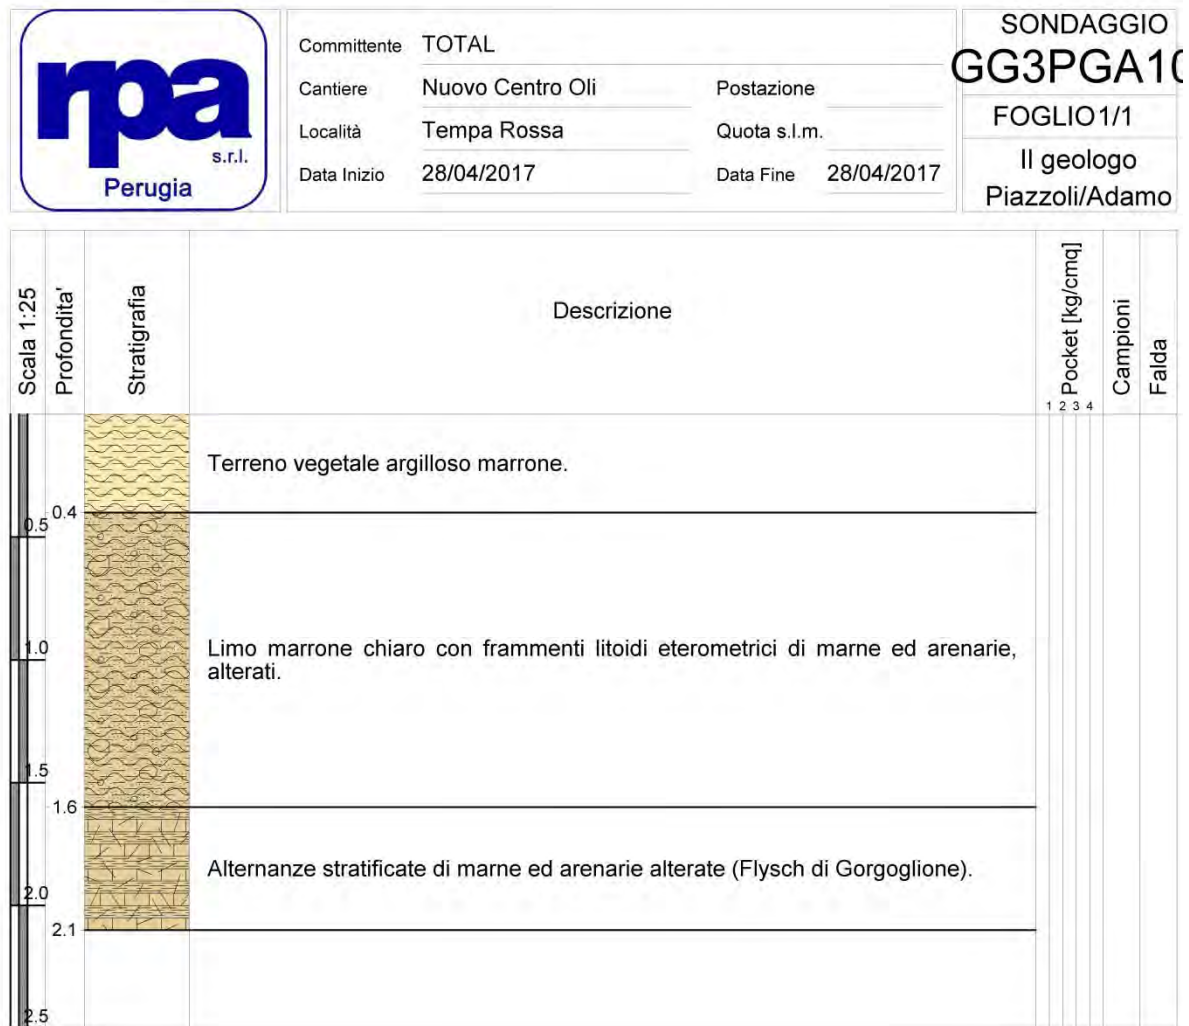 rpa
s.r.l.
Perugia
Committente TOTAL
Cantiere Nuovo Centro Oli Postazione
Località Tempa Rossa Quota s.l.m.
Data Inizio 28/04/2017 Data Fine 28/04/2017
SONDAGGIO
GG3PGA10
FOGLIO 1/1
Il geologo
Piazzoli/Adamo
Scala 1:25
Profondita'
Stratigrafia
Descrizione
Pocket [kg/cmq]
1 2 3 4
Campioni
Falda
Terreno vegetale argilloso marrone.
0.4
0.5
Limo marrone chiaro con frammenti litoidi eterometrici di marne ed arenarie,
alterati.
1.0
1.5
1.6
Alternanze stratificate di marne ed arenarie alterate (Flysch di Gorgoglione).
2.0
2.1
2.5